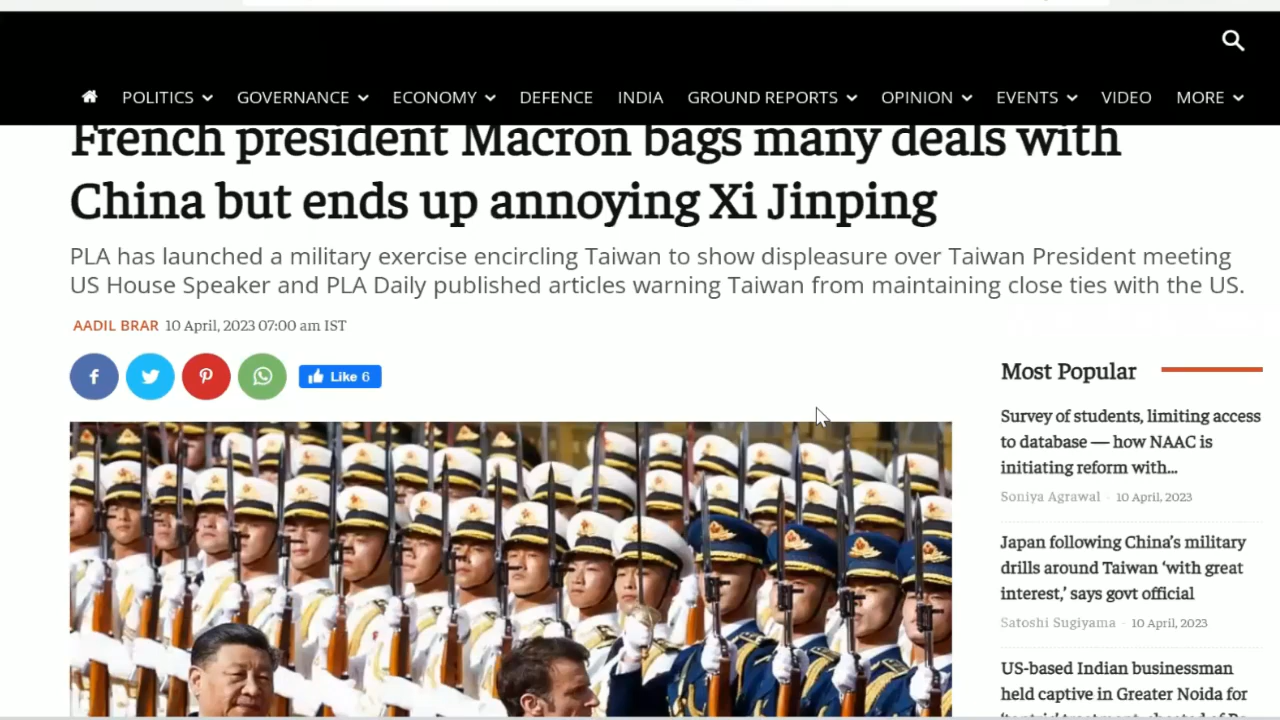 POLITICS GOVERNANCE ECONOMY DEFENCE INDIA GROUND REPORTS OPINION EVENTS VIDEO MORE
French president Macron bags many deals with
China but ends up annoying Xi Jinping
PLA has launched a military exercise encircling Taiwan to show displeasure over Taiwan President meeting
US House Speaker and PLA Daily published articles warning Taiwan from maintaining close ties with the US.
AADIL BRAR 10 April, 2023 07:00 am IST
Like 6
Most Popular
Survey of students, limiting access
to database — how NAAC is
initiating reform with...
Soniya Agrawal - 10 April, 2023
Japan following China's military
drills around Taiwan 'with great
interest,' says govt official
Satoshi Sugiyama - 10 April, 2023
US-based Indian businessman
held captive in Greater Noida for